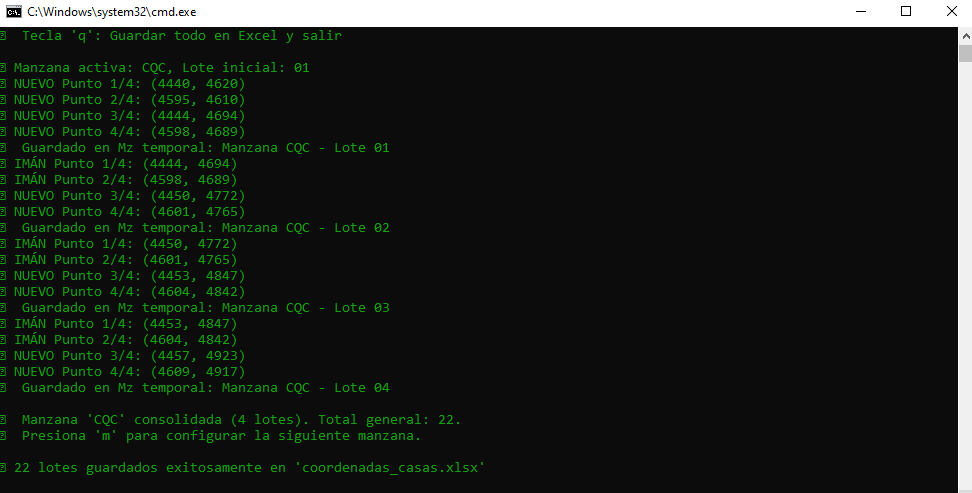 C:\Windows\system32\cmd.exe
Tecla 'q': Guardar todo en Excel y salir
Manzana activa: CQC, Lote inicial: 01
NUEVO Punto 1/4: (4440, 4620)
NUEVO Punto 2/4: (4595, 4610)
NUEVO Punto 3/4: (4444, 4694)
NUEVO Punto 4/4: (4598, 4689)
Guardado en Mz temporal: Manzana CQC - Lote 01
IMÁN Punto 1/4: (4444, 4694)
IMÁN Punto 2/4: (4598, 4689)
NUEVO Punto 3/4: (4450, 4772)
NUEVO Punto 4/4: (4601, 4765)
Guardado en Mz temporal: Manzana CQC - Lote 02
IMÁN Punto 1/4: (4450, 4772)
IMÁN Punto 2/4: (4601, 4765)
NUEVO Punto 3/4: (4453, 4847)
NUEVO Punto 4/4: (4604, 4842)
Guardado en Mz temporal: Manzana CQC - Lote 03
IMÁN Punto 1/4: (4453, 4847)
IMÁN Punto 2/4: (4604, 4842)
NUEVO Punto 3/4: (4457, 4923)
NUEVO Punto 4/4: (4609, 4917)
Guardado en Mz temporal: Manzana CQC - Lote 04
Manzana 'CQC' consolidada (4 lotes). Total general: 22.
Presiona 'm' para configurar la siguiente manzana.
22 lotes guardados exitosamente en 'coordenadas_casas.xlsx'